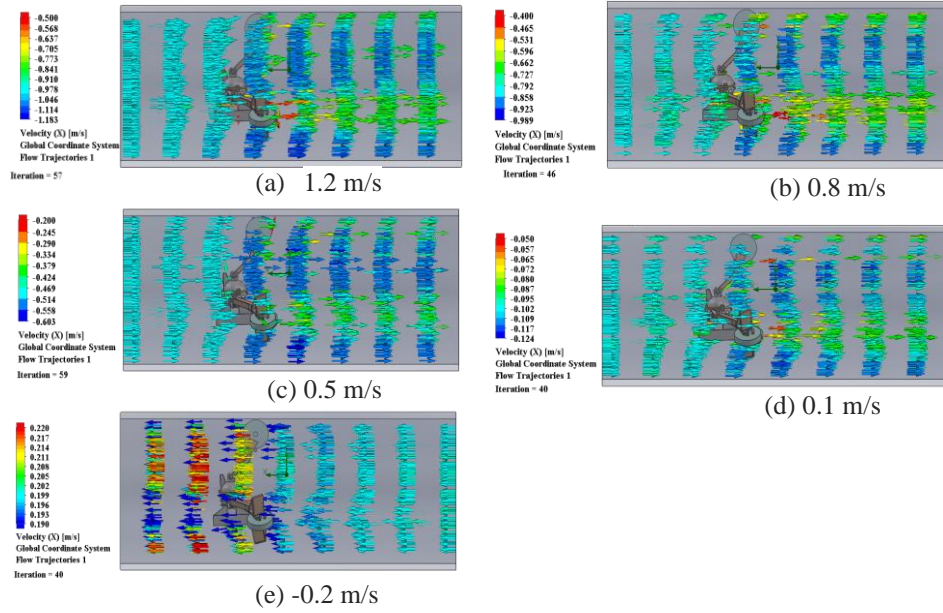 -0.500
-0.568
-0.637
-0.705
-0.773
-0.841
-0.910
-0.978
-1.046
-1.114
-1.183
Velocity (X) [m/s]
Global Coordinate System
Flow Trajectories 1
Iteration = 57
(a) 1.2 m/s
-0.400
-0.465
-0.531
-0.596
-0.662
-0.727
-0.792
-0.858
-0.923
-0.989
Velocity (X) [m/s]
Global Coordinate System
Flow Trajectories 1
Iteration = 46
(b) 0.8 m/s
-0.200
-0.245
-0.290
-0.334
-0.379
-0.424
-0.469
-0.514
-0.558
-0.603
Velocity (X) [m/s]
Global Coordinate System
Flow Trajectories 1
Iteration = 59
(c) 0.5 m/s
-0.050
-0.057
-0.065
-0.072
-0.080
-0.087
-0.095
-0.102
-0.109
-0.117
-0.124
Velocity (X) [m/s]
Global Coordinate System
Flow Trajectories 1
Iteration = 40
(d) 0.1 m/s
0.220
0.217
0.214
0.211
0.208
0.205
0.202
0.199
0.196
0.193
0.190
Velocity (X) [m/s]
Global Coordinate System
Flow Trajectories 1
Iteration = 40
(e) -0.2 m/s